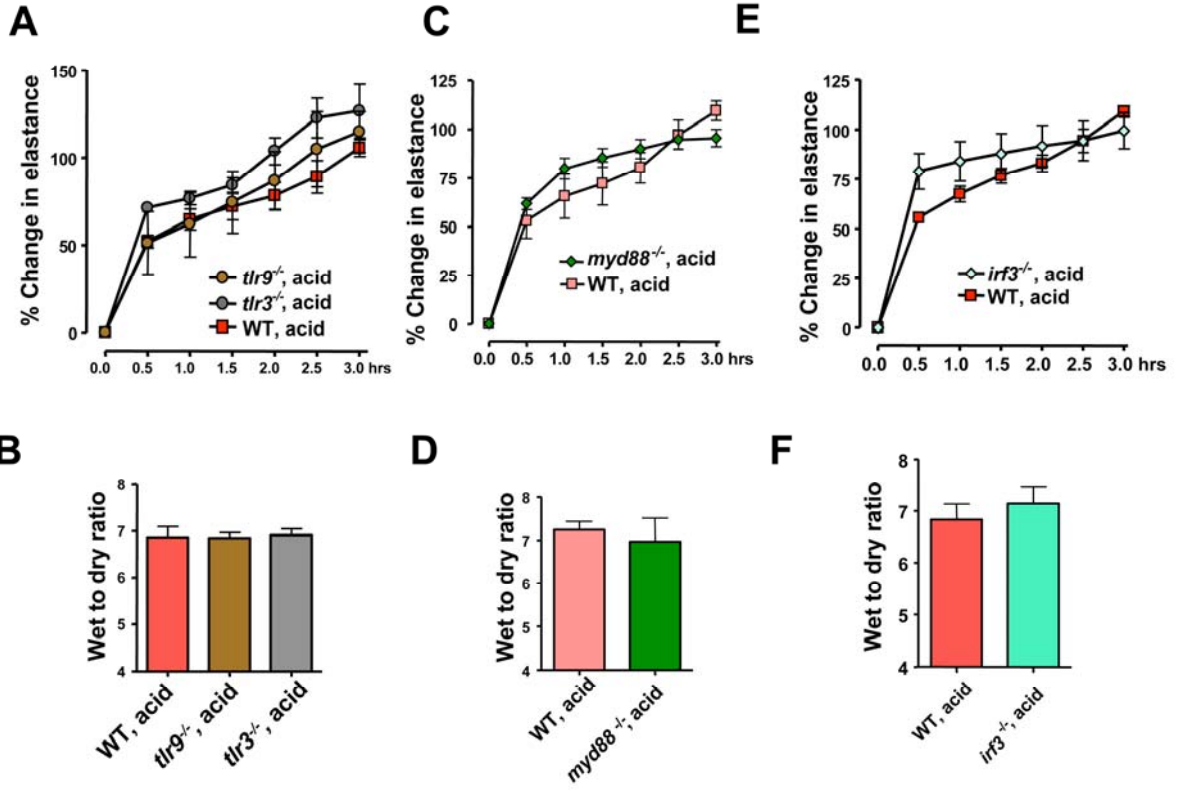 A
% Change in elastance
150
100
50
0
tlr9-/-, acid
tlr3-/-, acid
WT, acid
0.0 0.5 1.0 1.5 2.0 2.5 3.0 hrs
C
% Change in elastance
125
100
75
50
25
0
myd88-/-, acid
WT, acid
0.0 0.5 1.0 1.5 2.0 2.5 3.0 hrs
E
% Change in elastance
125
100
75
50
25
0
irf3-/-, acid
WT, acid
0.0 0.5 1.0 1.5 2.0 2.5 3.0 hrs
B
Wet to dry ratio
8
7
6
5
4
WT, acid
tlr9-/-, acid
tlr3-/-, acid
D
Wet to dry ratio
8
7
6
5
4
WT, acid
myd88 -/-, acid
F
Wet to dry ratio
8
7
6
5
4
WT, acid
irf3 -/-, acid